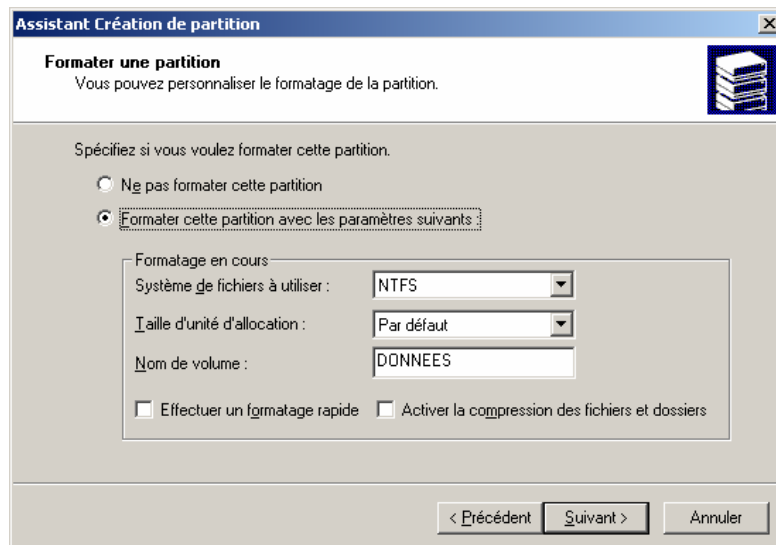 Assistant Création de partition
Formater une partition
Vous pouvez personnaliser le formatage de la partition.
Spécifiez si vous voulez formater cette partition.
Ne pas formater cette partition
Formater cette partition avec les paramètres suivants :
Formatage en cours
Système de fichiers à utiliser : NTFS
Taille d'unité d'allocation : Par défaut
Nom de volume : DONNEES
Effectuer un formatage rapide Activer la compression des fichiers et dossiers
< Précédent Suivant > Annuler